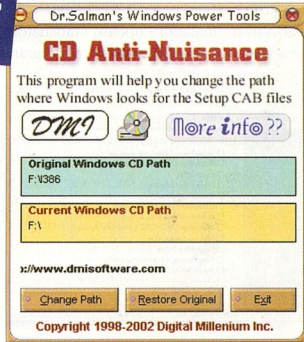 Dr.Salman's Windows Power Tools
CD Anti-Nuisance
This program will help you change the path
where Windows looks for the Setup CAB files
DMI
More info ??
Original Windows CD Path
F:\I386
Current Windows CD Path
F:\
://www.dmisoftware.com
Change Path
Restore Original
Exit
Copyright 1998-2002 Digital Millenium Inc.